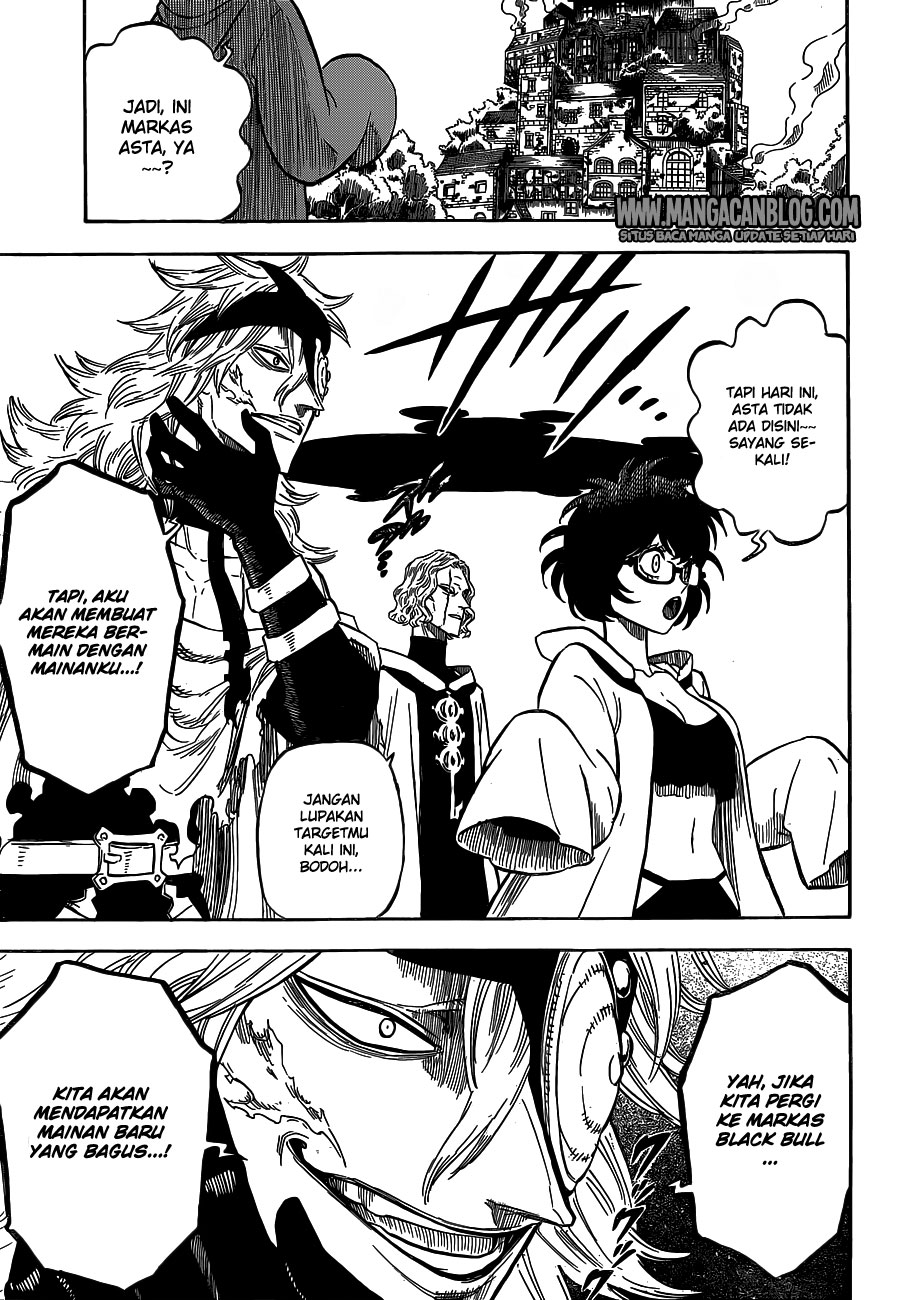 JADI, INI
MARKAS
ASTA, YA
~~?
WWW.MANGACANBLOG.COM
SITUS BACA MANGA UPDATE SETIAP HARI
TAPI HARI INI,
ASTA TIDAK
ADA DISINI~~
SAYANG SE-
KALI!
TAPI, AKU
AKAN MEMBUAT
MEREKA BER-
MAIN DENGAN
MAINANKU...!
JANGAN
LUPAKAN
TARGETMU
KALI INI,
BODOH...
YAH, JIKA
KITA PERGI
KE MARKAS
BLACK BULL
...
KITA AKAN
MENDAPATKAN
MAINAN BARU
YANG BAGUS...!